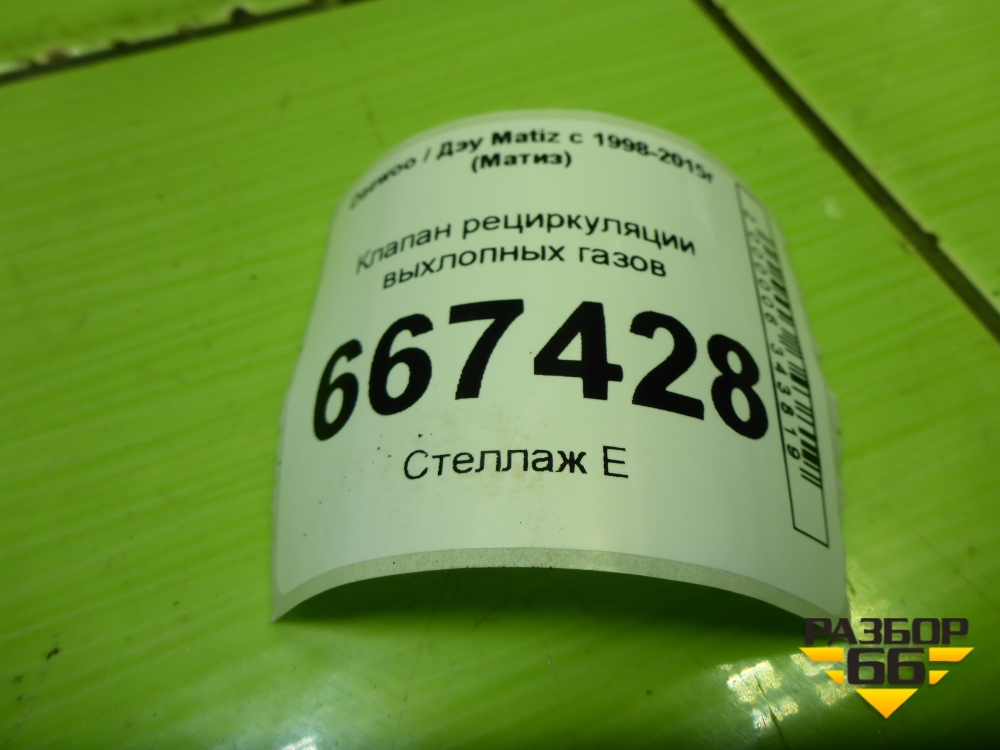 Daewoo / Дэу Matiz с 1998-2015г
(Матиз)
Клапан рециркуляции
выхлопных газов
667428
Стеллаж Е
РАЗБОР
66